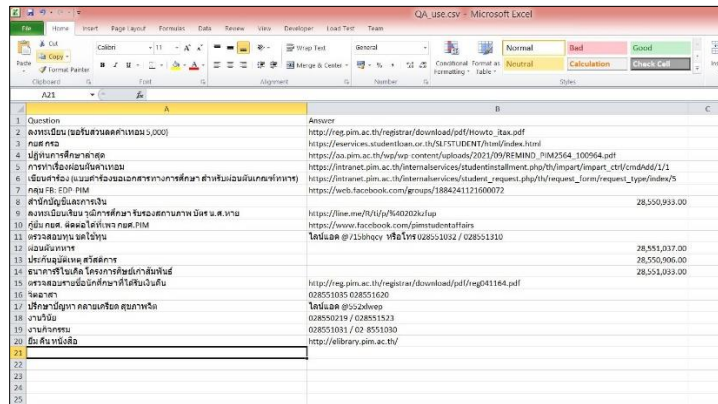 QA_use.csv - Microsoft Excel
File Home Insert Page Layout Formulas Data Review View Developer Load Test Team
Cut
Copy
Format Painter
Paste
Calibri 11
Wrap Text
Merge & Center
General
Conditional Formatting Format as Table
Normal Bad Good
Neutral Calculation Check Cell
Clipboard Font Alignment Number Styles
A21 fx
A B C
1 Question Answer
2 ลงทะเบียน (ขอรับส่วนลดค่าเทอม 5,000) http://reg.pim.ac.th/registrar/download/pdf/Howto_itax.pdf
3 กยศ กรอ https://eservices.studentloan.or.th/SLFSTUDENT/html/index.html
4 ปฏิทินการศึกษาล่าสุด https://aa.pim.ac.th/wp/wp-content/uploads/2021/09/REMIND_PIM2564_100964.pdf
5 การทำเรื่องผ่อนผันค่าเทอม https://intranet.pim.ac.th/internalservices/studentinstallment.php/th/impart/impart_ctrl/cmdAdd/1/1
6 เขียนคำร้อง (แบบคำร้องขอเอกสารทางการศึกษา สำหรับผ่อนผันเกณฑ์ทหาร) https://intranet.pim.ac.th/internalservices/student_request.php/th/request_form/request_type/index/5
7 กลุ่ม FB: EDP-PIM https://web.facebook.com/groups/1884241121600072
8 สำนักบัญชีและการเงิน 28,550,933.00
9 ลงทะเบียนเรียน วุฒิการศึกษา รับรองสถานภาพ บัตร น.ศ.หาย https://line.me/R/ti/p/%40202kzfup
10 กู้ยืม กยศ. ติดต่อได้ที่เพจ กยศ.PIM https://www.facebook.com/pimstudentaffairs
11 ตรวจสอบทุน ขดใช้ทุน ไลน์แอด @715bhqcy หรือโทร 028551032 / 028551310
12 ผ่อนผันทหาร 28,551,037.00
13 ประกันอุบัติเหตุ สวัสดิการ 28,550,906.00
14 ธนาคารรีไซเคิล โครงการศิษย์เก่าสัมพันธ์ 28,551,033.00
15 ตรวจสอบรายชื่อนักศึกษาที่ได้รับเงินคืน http://reg.pim.ac.th/registrar/download/pdf/reg041164.pdf
16 จิตอาสา 028551035 028551620
17 ปรึกษาปัญหา คลายเครียด สุขภาพจิต ไลน์แอด @552xlwep
18 งานวินัย 028550219 / 028551523
19 งานกิจกรรม 028551031 / 02-8551030
20 ยืม คืน หนังสือ http://elibrary.pim.ac.th/
21
22
23
24
25